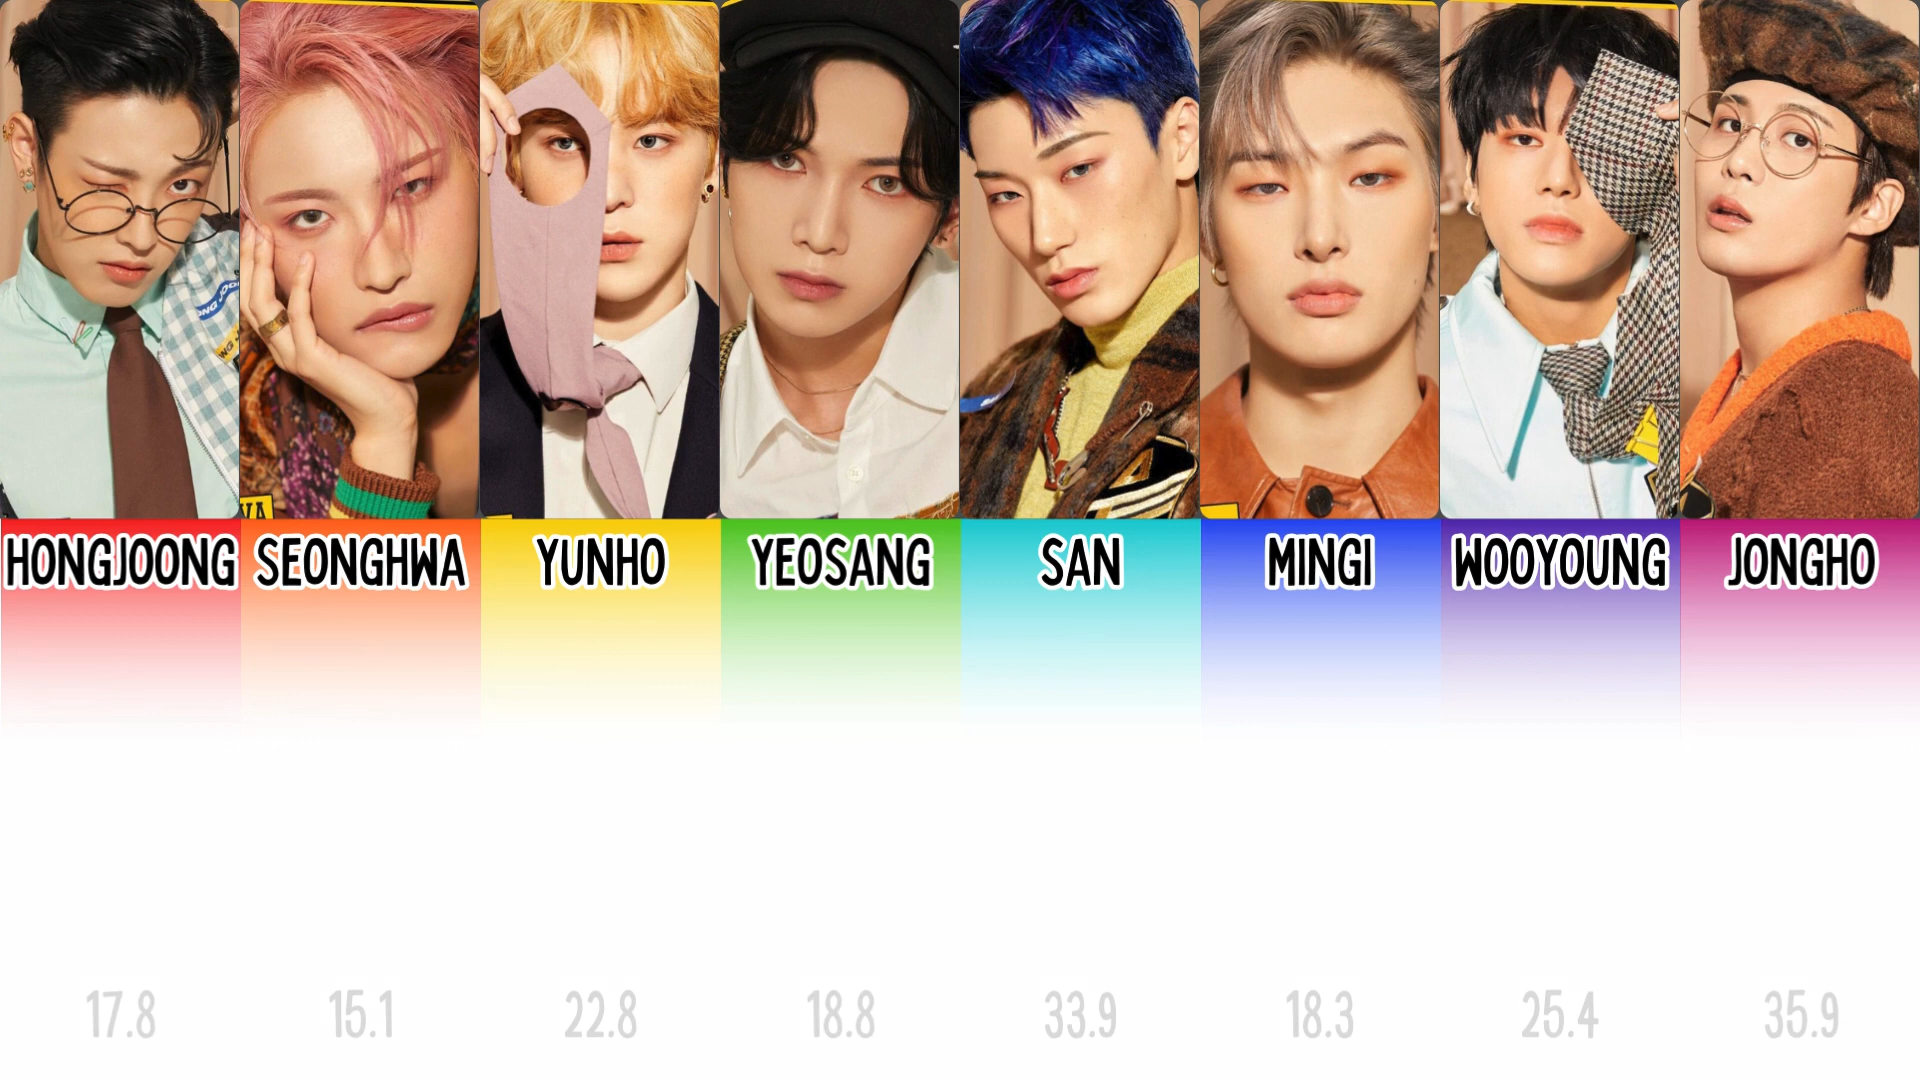 HONGJOONG SEONGHWA YUNHO YEOSANG SAN MINGI WOOYOUNG JONGHO
17.8 15.1 22.8 18.8 33.9 18.3 25.4 35.9